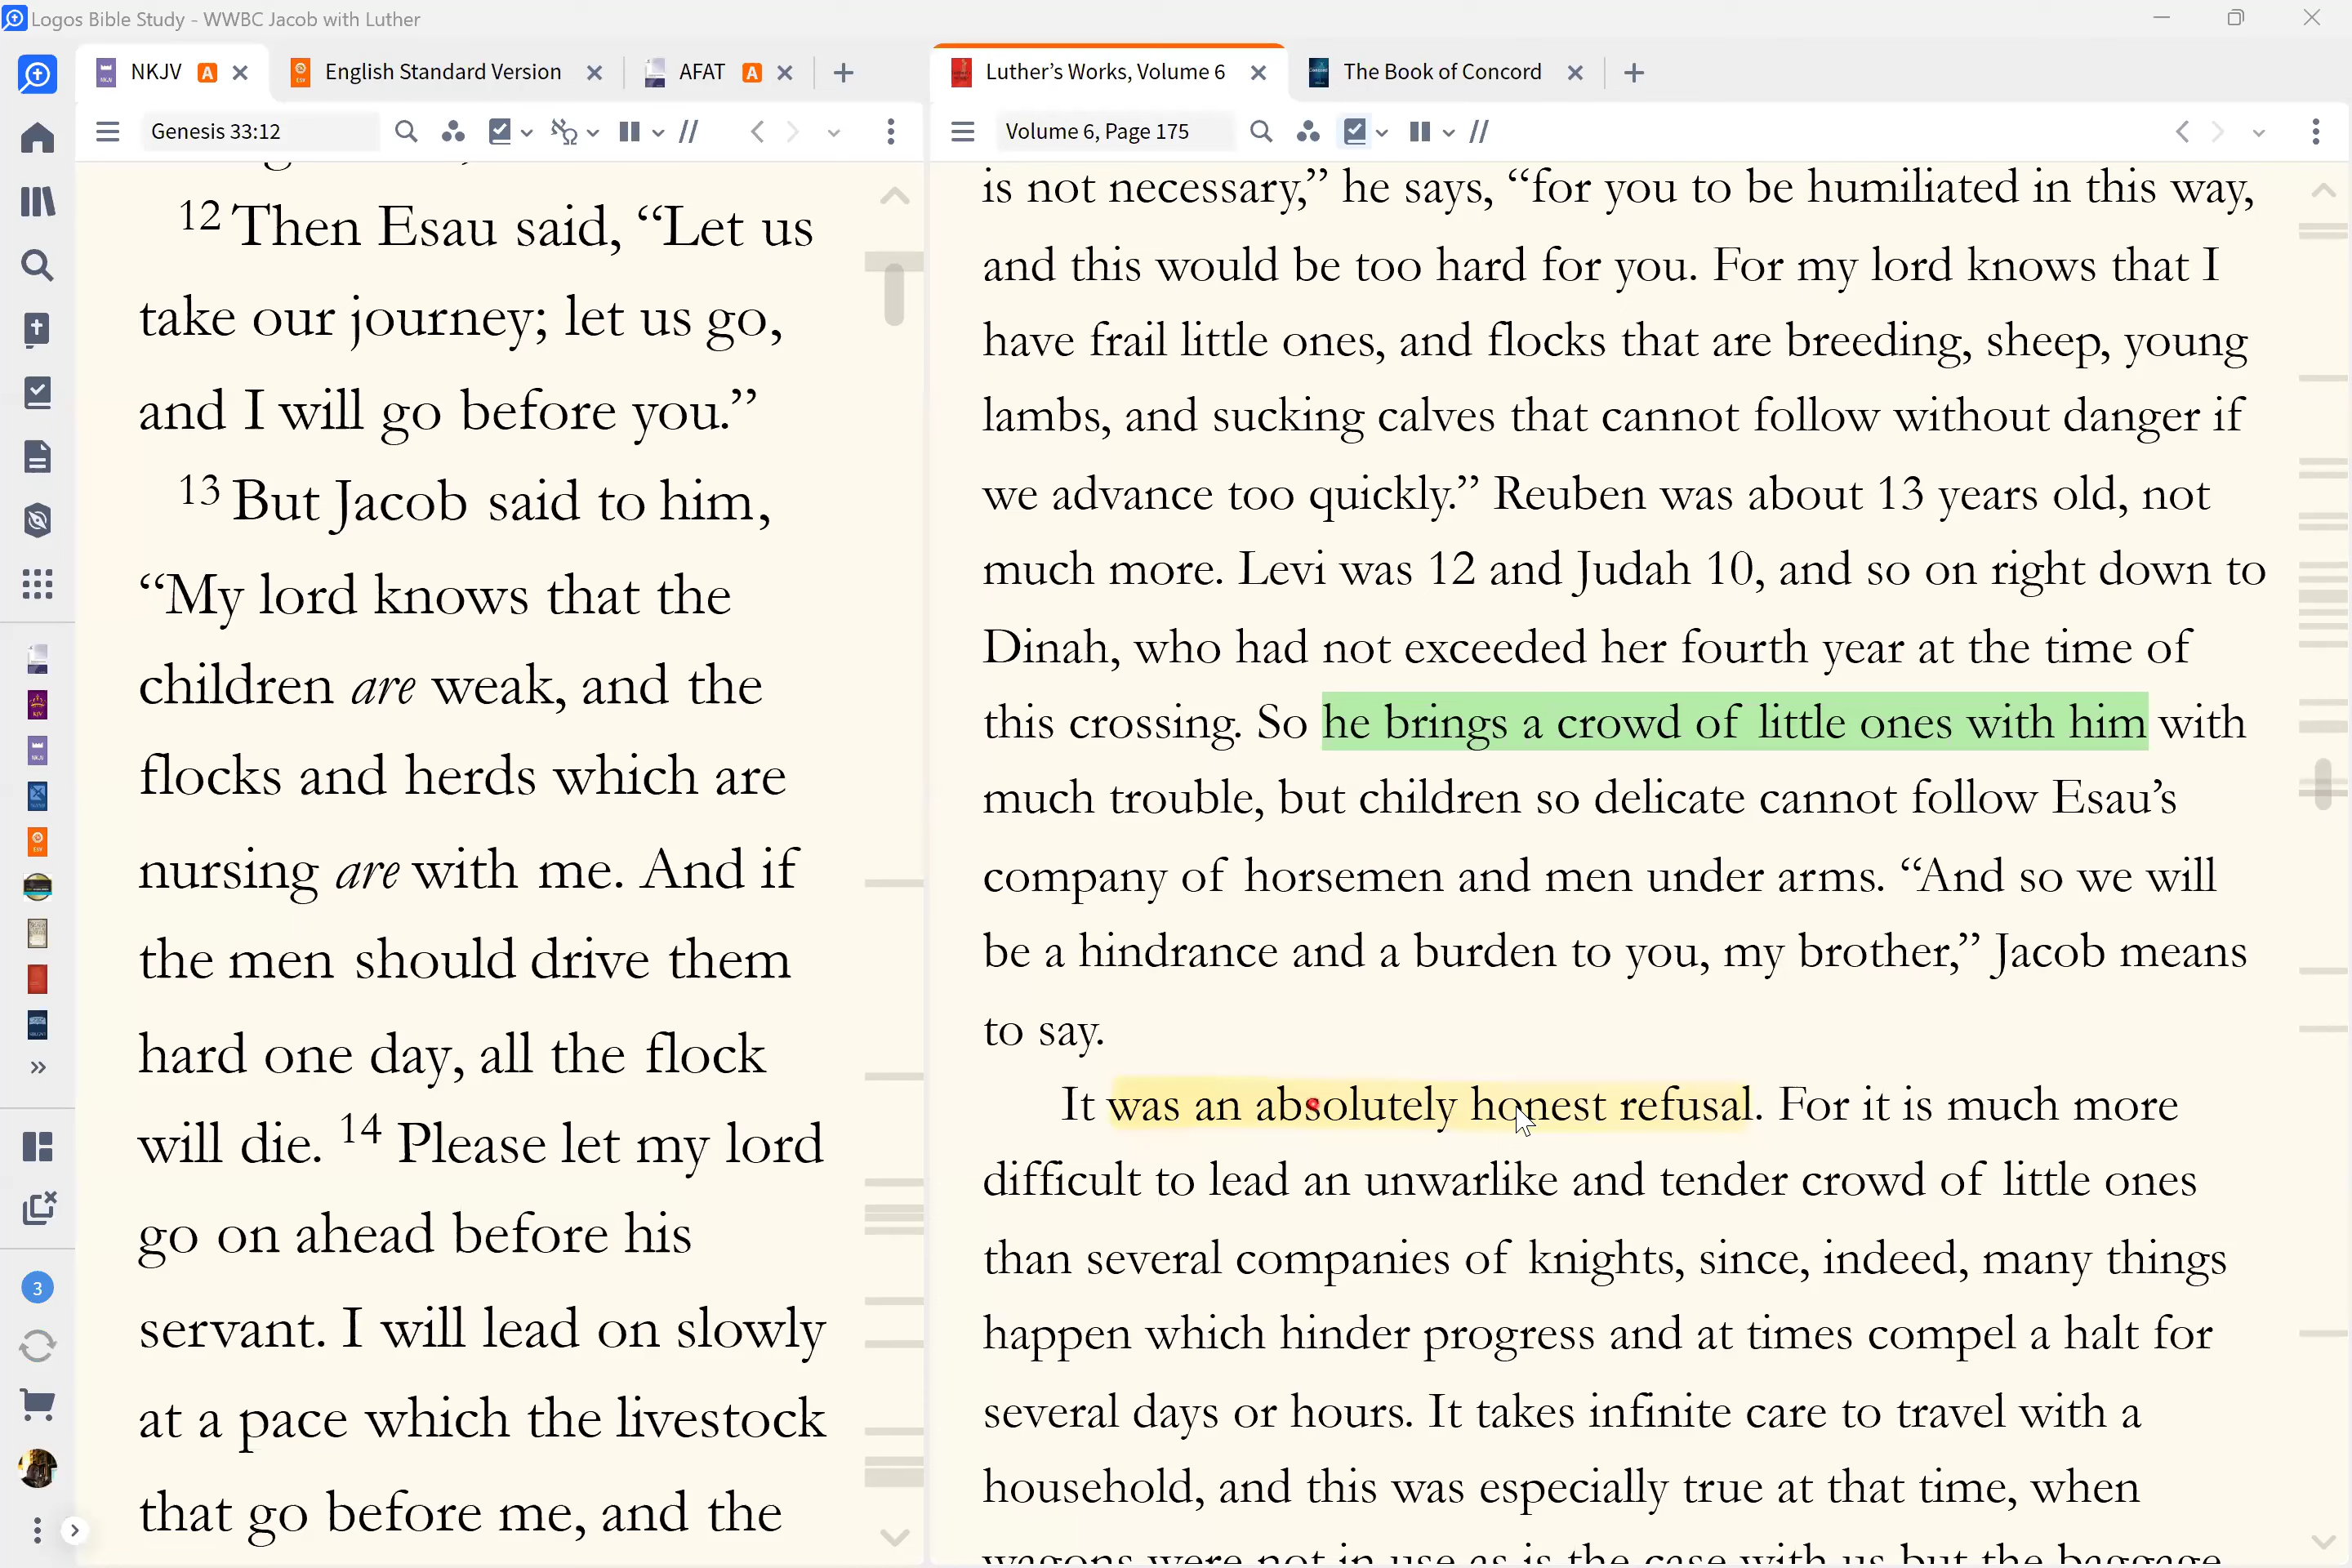 Logos Bible Study - WWBC Jacob with Luther
NKJV A
English Standard Version
AFAT A
Luther’s Works, Volume 6
The Book of Concord
Genesis 33:12
Volume 6, Page 175
12 Then Esau said, “Let us
take our journey; let us go,
and I will go before you.”
13 But Jacob said to him,
“My lord knows that the
children are weak, and the
flocks and herds which are
nursing are with me. And if
the men should drive them
hard one day, all the flock
will die. 14 Please let my lord
go on ahead before his
servant. I will lead on slowly
at a pace which the livestock
that go before me, and the
is not necessary,” he says, “for you to be humiliated in this way,
and this would be too hard for you. For my lord knows that I
have frail little ones, and flocks that are breeding, sheep, young
lambs, and sucking calves that cannot follow without danger if
we advance too quickly.” Reuben was about 13 years old, not
much more. Levi was 12 and Judah 10, and so on right down to
Dinah, who had not exceeded her fourth year at the time of
this crossing. So he brings a crowd of little ones with him with
much trouble, but children so delicate cannot follow Esau’s
company of horsemen and men under arms. “And so we will
be a hindrance and a burden to you, my brother,” Jacob means
to say.
It was an absolutely honest refusal. For it is much more
difficult to lead an unwarlike and tender crowd of little ones
than several companies of knights, since, indeed, many things
happen which hinder progress and at times compel a halt for
several days or hours. It takes infinite care to travel with a
household, and this was especially true at that time, when
wagons were not in use as is the case with us but the baggage
3